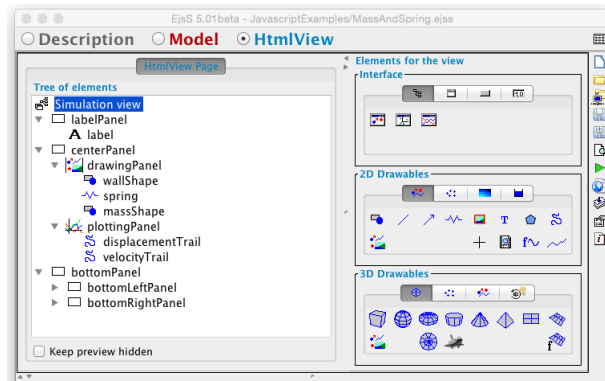 EjsS 5.01beta - JavascriptExamples/MassAndSpring.ejss
Description Model HtmlView
HtmlView Page
Tree of elements
Simulation view
labelPanel
A label
centerPanel
drawingPanel
wallShape
spring
massShape
plottingPanel
displacementTrail
velocityTrail
bottomPanel
bottomLeftPanel
bottomRightPanel
Keep preview hidden
Elements for the view
Interface
2D Drawables
T
3D Drawables
3D
f